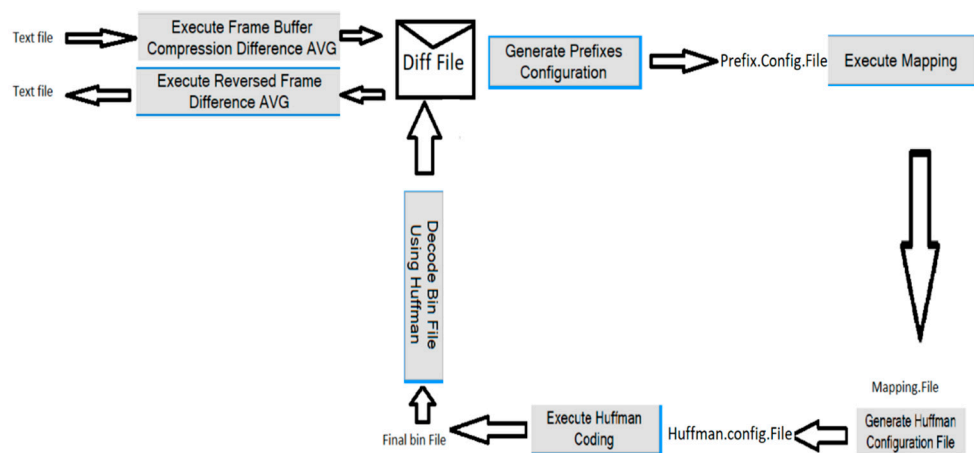 Text file
Execute Frame Buffer
Compression Difference AVG
Diff File
Generate Prefixes
Configuration
Prefix.Config.File
Execute Mapping
Text file
Execute Reversed Frame
Difference AVG
Decode Bin File
Using Huffman
Mapping.File
Final bin File
Execute Huffman
Coding
Huffman.config.File
Generate Huffman
Configuration File